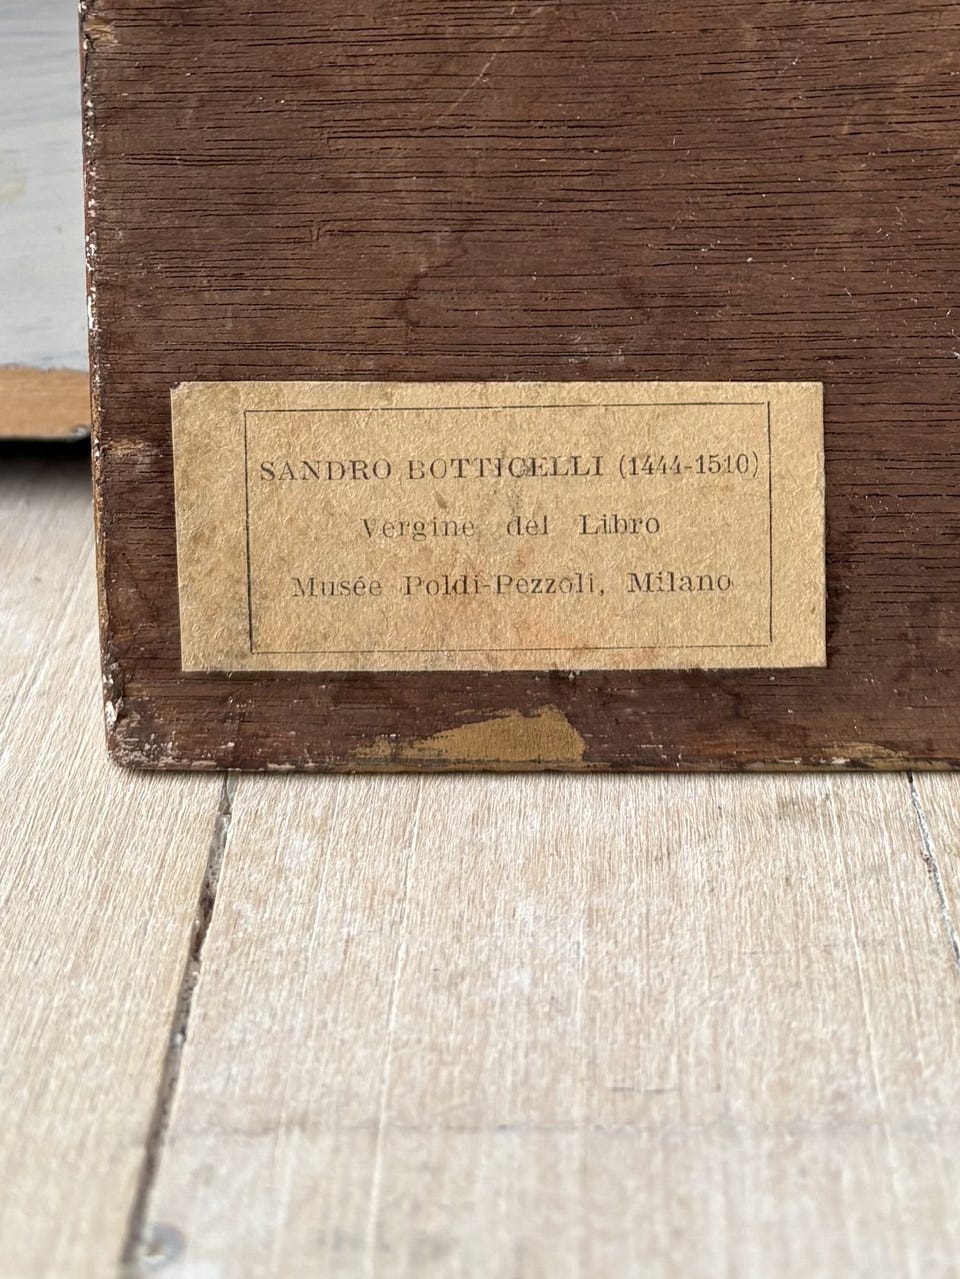 SANDRO BOTTICELLI (1444-1510)
Vergine del Libro
Musée Poldi-Pezzoli, Milano